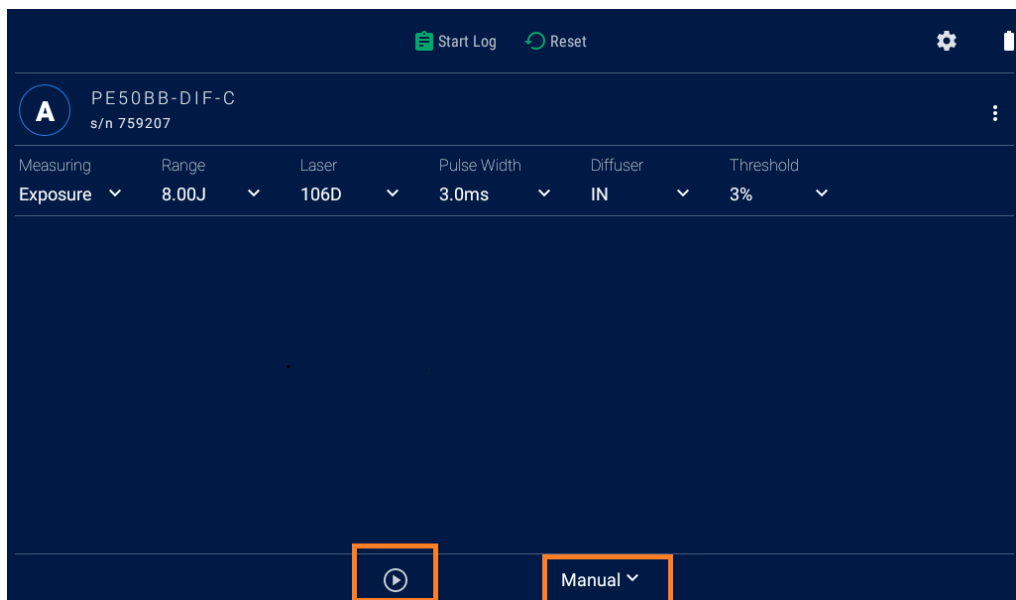 Start Log Reset
A
PE50BB-DIF-C
s/n 759207
Measuring Range Laser Pulse Width Diffuser Threshold
Exposure 8.00J 106D 3.0ms IN 3%
Manual